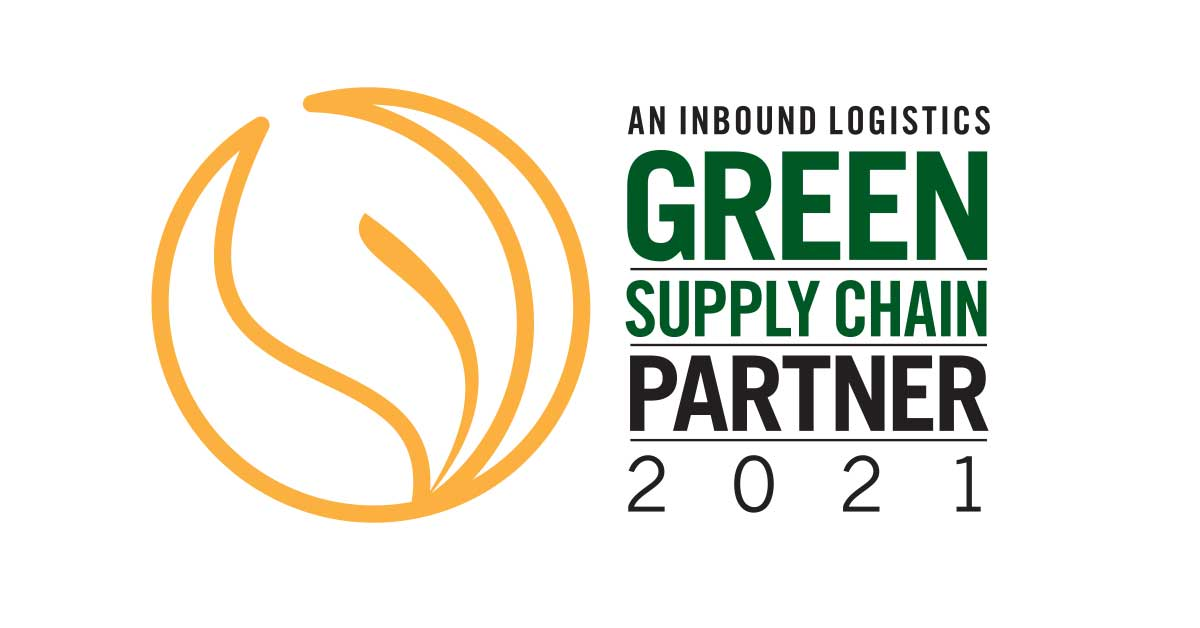 AN INBOUND LOGISTICS
GREEN
SUPPLY CHAIN
PARTNER
2021